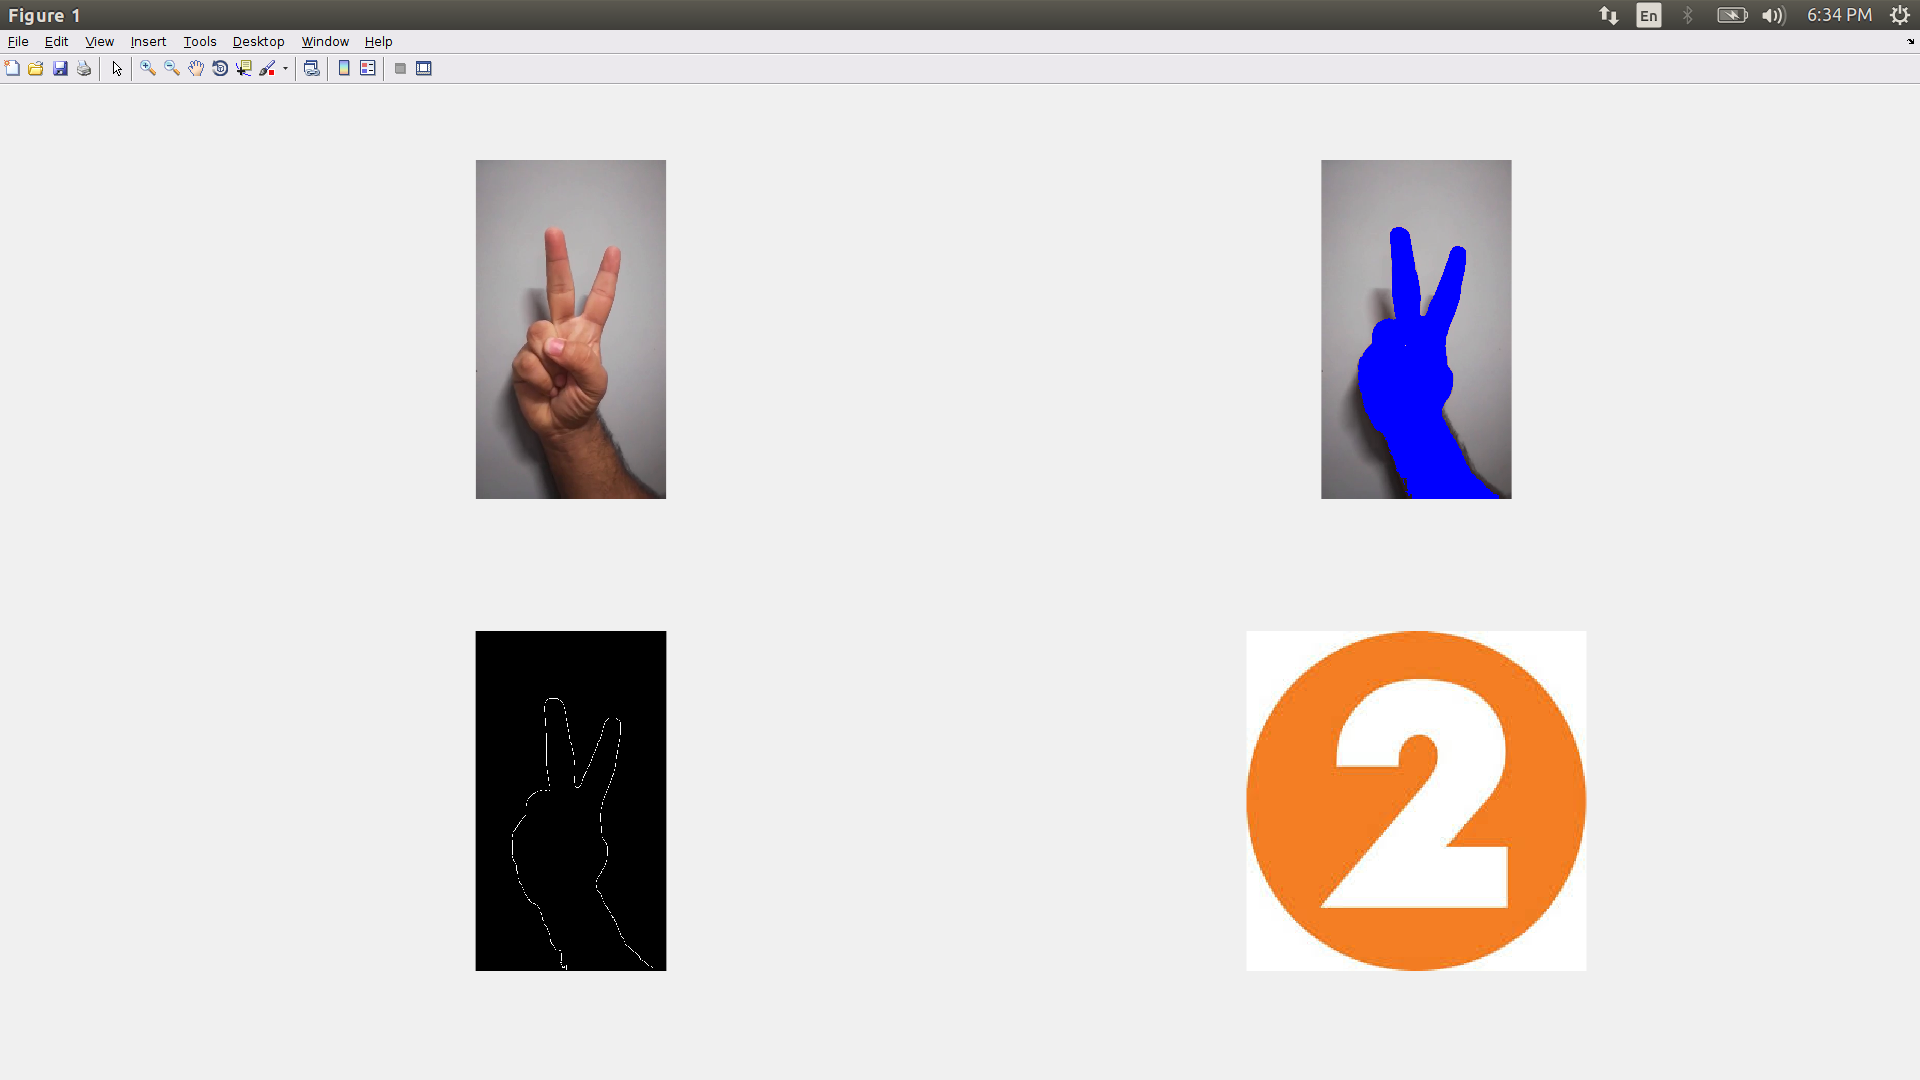 Figure 1
En
6:34 PM
File Edit View Insert Tools Desktop Window Help
2